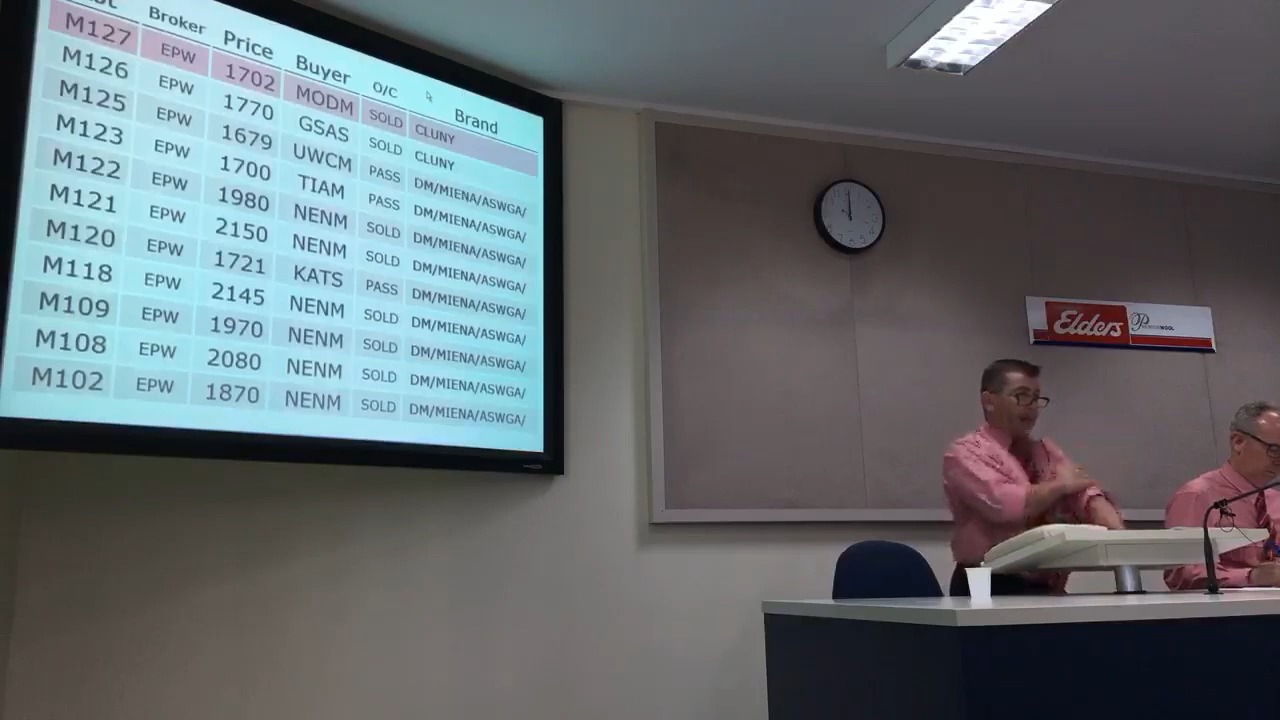 Broker Price Buyer O/C Brand
M127 EPW 1702 MODM SOLD CLUNY
M126 EPW 1770 GSAS SOLD CLUNY
M125 EPW 1679 UWCM PASS DM/MIENA/ASWGA/
M123 EPW 1700 TIAM PASS DM/MIENA/ASWGA/
M122 EPW 1980 NENM SOLD DM/MIENA/ASWGA/
M121 EPW 2150 NENM SOLD DM/MIENA/ASWGA/
M120 EPW 1721 KATS PASS DM/MIENA/ASWGA/
M118 EPW 2145 NENM SOLD DM/MIENA/ASWGA/
M109 EPW 1970 NENM SOLD DM/MIENA/ASWGA/
M108 EPW 2080 NENM SOLD DM/MIENA/ASWGA/
M102 EPW 1870 NENM SOLD DM/MIENA/ASWGA/
Elders